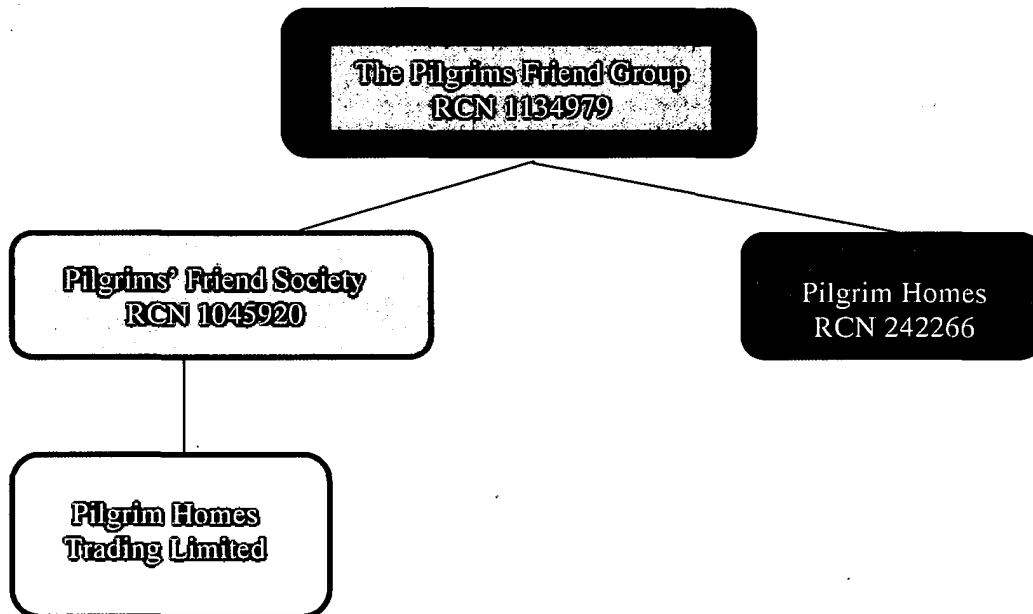 The Pilgrims Friend Group
RCN 1134979
Pilgrims' Friend Society
RCN 1045920
Pilgrim Homes
RCN 242266
Pilgrim Homes
Trading Limited